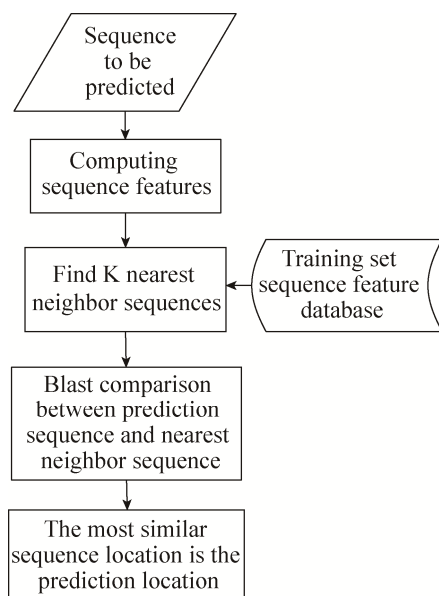 Sequence
to be
predicted
Computing
sequence features
Find K nearest
neighbor sequences
Training set
sequence feature
database
Blast comparison
between prediction
sequence and nearest
neighbor sequence
The most similar
sequence location is the
prediction location